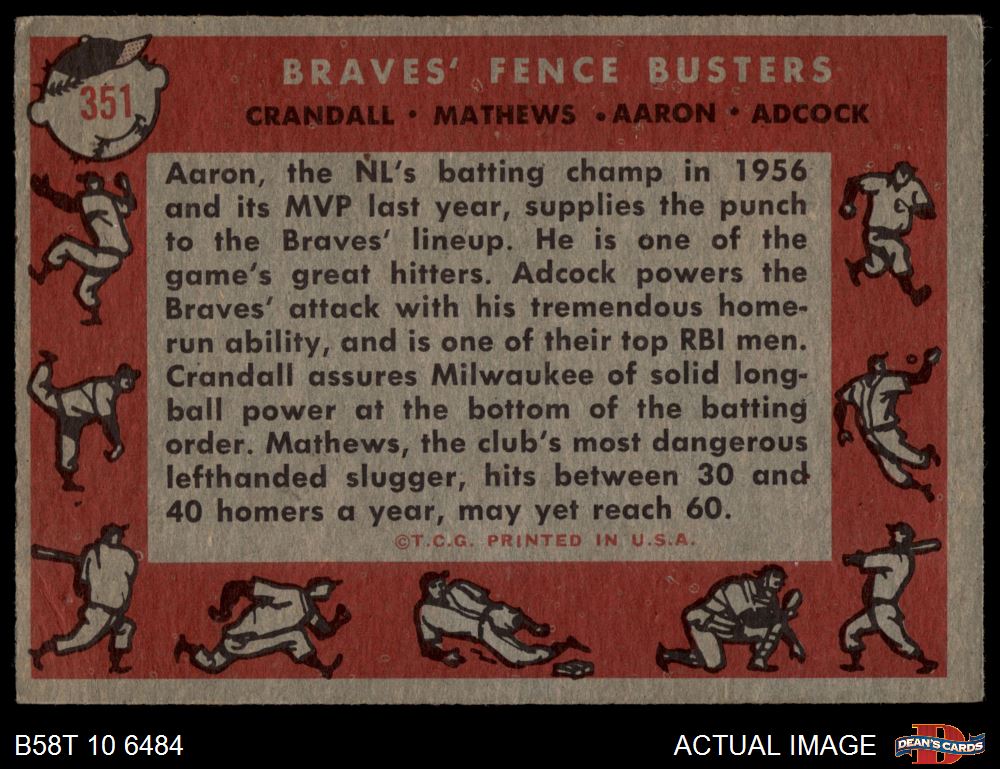 351
BRAVES' FENCE BUSTERS
CRANDALL • MATHEWS • AARON • ADCOCK
Aaron, the NL's batting champ in 1956
and its MVP last year, supplies the punch
to the Braves' lineup. He is one of the
game's great hitters. Adcock powers the
Braves' attack with his tremendous home-
run ability, and is one of their top RBI men.
Crandall assures Milwaukee of solid long-
ball power at the bottom of the batting
order. Mathews, the club's most dangerous
lefthanded slugger, hits between 30 and
40 homers a year, may yet reach 60.
©T.C.G. PRINTED IN U.S.A.
B58T 10 6484
ACTUAL IMAGE
D
DEAN'S CARDS